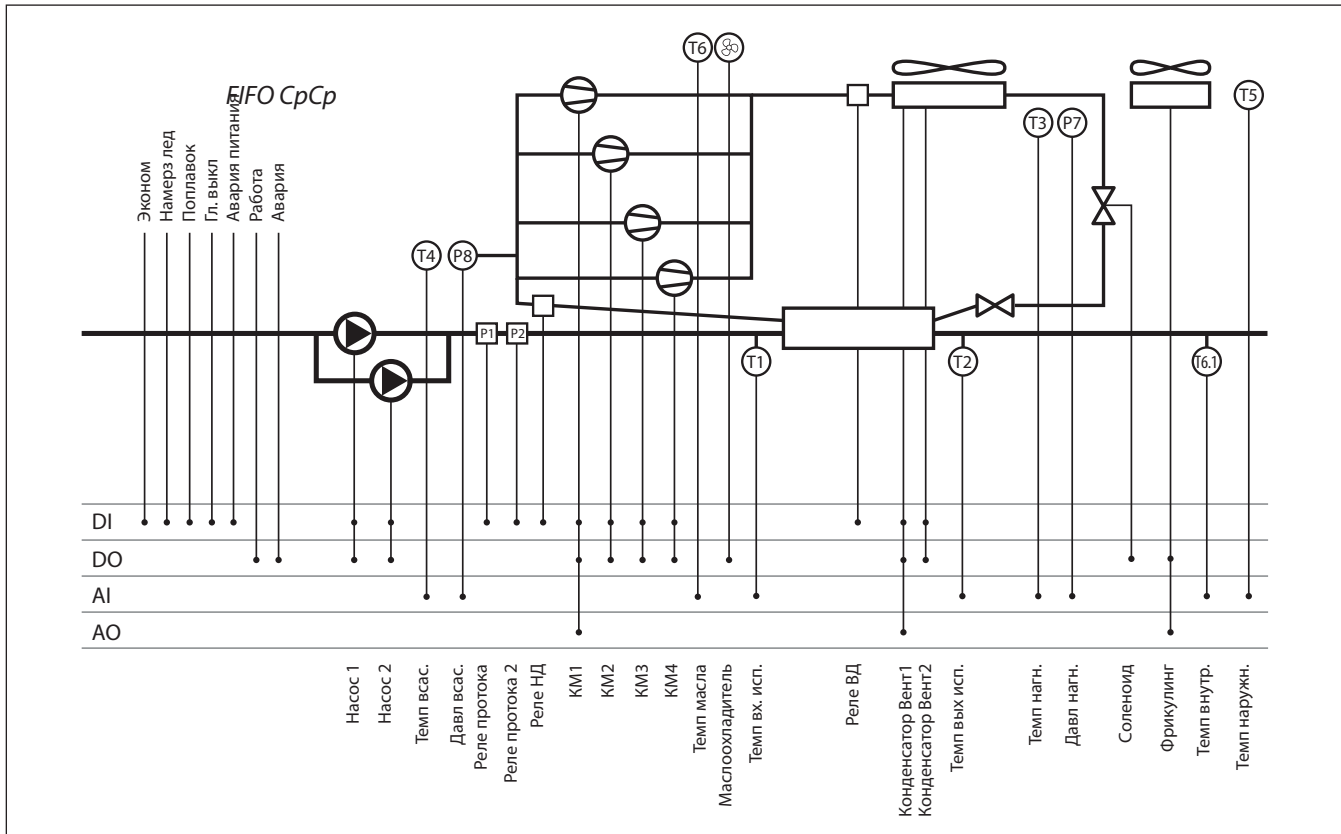 FIFO CpCp
Эконом
Намерз лед
Поплавок
Гл. выкл
Авария питания
Работа
Авария
T4
P8
T6
T3
P7
T5
P1
P2
T1
T2
T6.1
DI
DO
AI
AO
Насос 1
Насос 2
Темп всас.
Давл всас.
Реле протока
Реле протока 2
Реле НД
КМ1
КМ2
КМ3
КМ4
Темп масла
Маслоохладитель
Темп вх. исп.
Реле ВД
Конденсатор Вент1
Конденсатор Вент2
Темп вых исп.
Темп нагн.
Давл нагн.
Соленоид
Фрикулинг
Темп внутр.
Темп наружн.